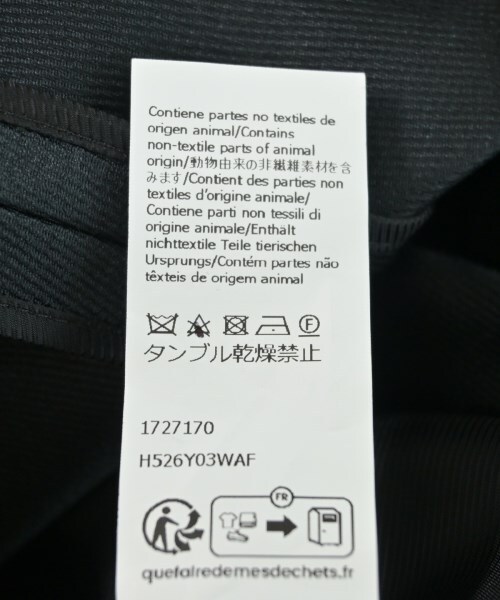 Contiene partes no textiles de
origen animal/Contains
non-textile parts of animal
origin/動物由来の非繊維素材を含
みます/Contient des parties non
textiles d'origine animale/
Contiene parti non tessili di
origine animale/Enthält
nichttextile Teile tierischen
Ursprungs/Contém partes não
têxteis de origem animal
F
タンブル乾燥禁止
1727170
H526Y03WAF
FR
quefairedemesdechets.fr